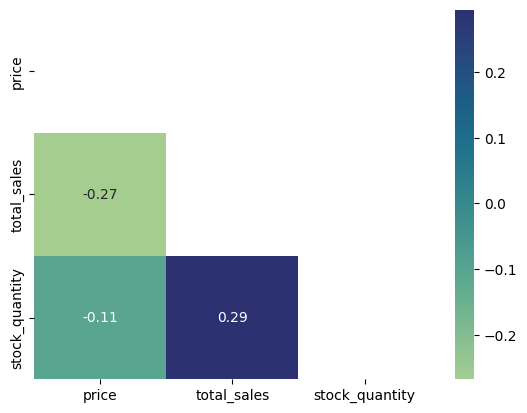 price
total_sales
stock_quantity
-0.27
-0.11
0.29
price
total_sales
stock_quantity
0.2
0.1
0.0
−0.1
−0.2